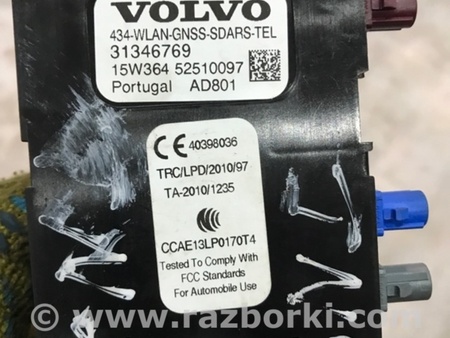 VOLVO
434-WLAN-GNSS-SDARS-TEL
31346769
15W364 52510097
Portugal AD801
CE 40398036
TRC/LPD/2010/97
TA-2010/1235
CCAE13LP0170T4
Tested To Comply With
FCC Standards
For Automobile Use
© www.razborki.com